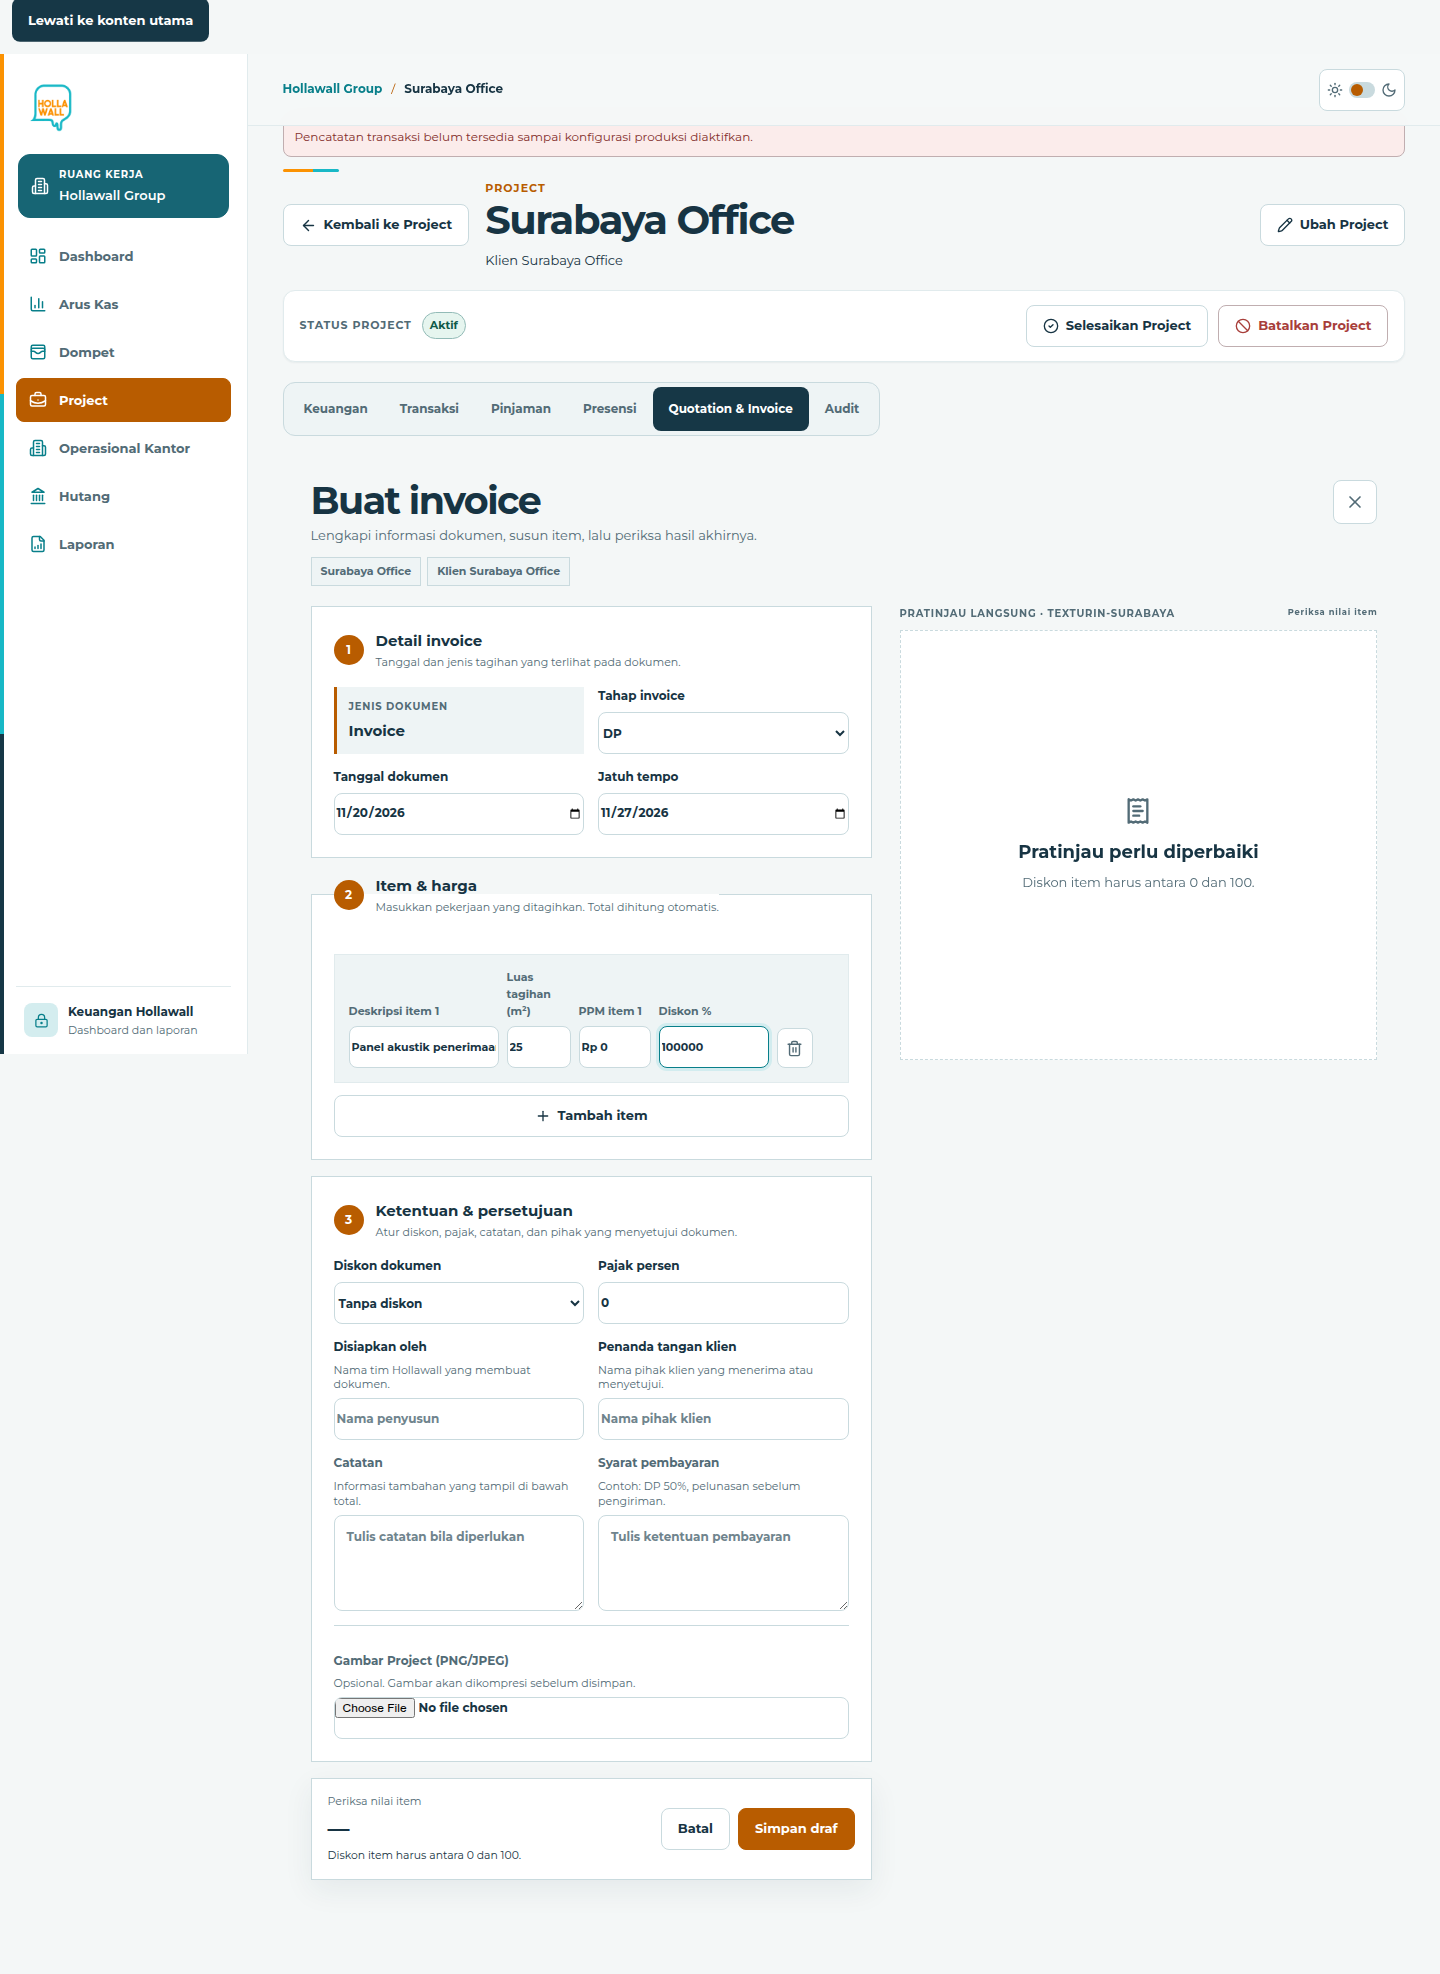 Lewati ke konten utama
HOLLA
WALL
RUANG KERJA
Hollawall Group
Dashboard
Arus Kas
Dompet
Project
Operasional Kantor
Hutang
Laporan
Keuangan Hollawall
Dashboard dan laporan
Hollawall Group / Surabaya Office
Pencatatan transaksi belum tersedia sampai konfigurasi produksi diaktifkan.
Kembali ke Project
PROJECT
Surabaya Office
Klien Surabaya Office
Ubah Project
STATUS PROJECT Aktif
Selesaikan Project
Batalkan Project
Keuangan Transaksi Pinjaman Presensi Quotation & Invoice Audit
Buat invoice
Lengkapi informasi dokumen, susun item, lalu periksa hasil akhirnya.
Surabaya Office Klien Surabaya Office
1 Detail invoice
Tanggal dan jenis tagihan yang terlihat pada dokumen.
JENIS DOKUMEN
Invoice
Tahap invoice
DP
Tanggal dokumen
11/20/2026
Jatuh tempo
11/27/2026
2 Item & harga
Masukkan pekerjaan yang ditagihkan. Total dihitung otomatis.
Deskripsi item 1
Panel akustik penerimaa
Luas
tagihan
(m²)
25
PPM item 1
Rp 0
Diskon %
100000
+ Tambah item
3 Ketentuan & persetujuan
Atur diskon, pajak, catatan, dan pihak yang menyetujui dokumen.
Diskon dokumen
Tanpa diskon
Pajak persen
0
Disiapkan oleh
Nama tim Hollawall yang membuat
dokumen.
Nama penyusun
Penanda tangan klien
Nama pihak klien yang menerima atau
menyetujui.
Nama pihak klien
Catatan
Informasi tambahan yang tampil di bawah
total.
Tulis catatan bila diperlukan
Syarat pembayaran
Contoh: DP 50%, pelunasan sebelum
pengiriman.
Tulis ketentuan pembayaran
Gambar Project (PNG/JPEG)
Opsional. Gambar akan dikompresi sebelum disimpan.
Choose File No file chosen
Periksa nilai item
—
Diskon item harus antara 0 dan 100.
Batal
Simpan draf
PRATINJAU LANGSUNG · TEXTURIN-SURABAYA
Periksa nilai item
Pratinjau perlu diperbaiki
Diskon item harus antara 0 dan 100.